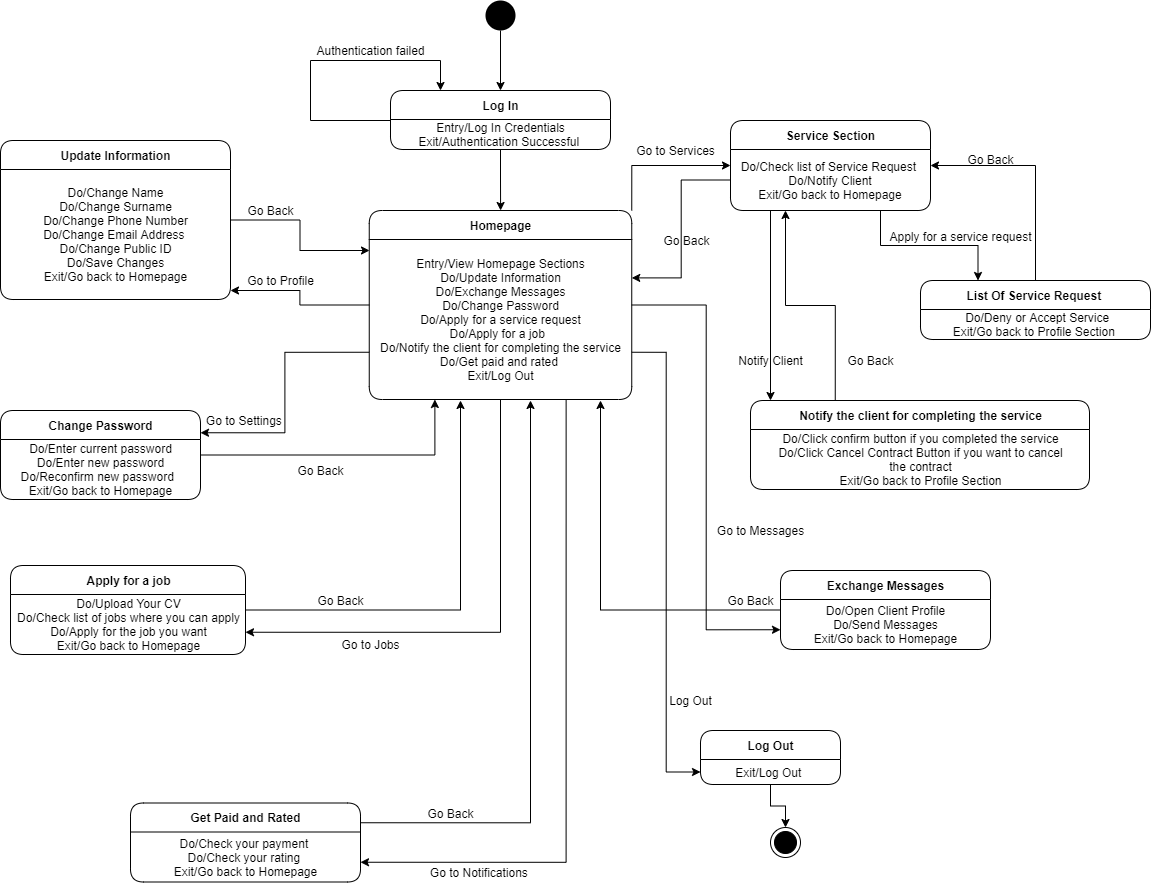 Authentication failed
Log In
Entry/Log In Credentials
Exit/Authentication Successful
Update Information
Do/Change Name
Do/Change Surname
Do/Change Phone Number
Do/Change Email Address
Do/Change Public ID
Do/Save Changes
Exit/Go back to Homepage
Go Back
Go to Profile
Homepage
Entry/View Homepage Sections
Do/Update Information
Do/Exchange Messages
Do/Change Password
Do/Apply for a service request
Do/Apply for a job
Do/Notify the client for completing the service
Do/Get paid and rated
Exit/Log Out
Go to Services
Go Back
Service Section
Do/Check list of Service Request
Do/Notify Client
Exit/Go back to Homepage
Go Back
Apply for a service request
List Of Service Request
Do/Deny or Accept Service
Exit/Go back to Profile Section
Notify Client
Go Back
Notify the client for completing the service
Do/Click confirm button if you completed the service
Do/Click Cancel Contract Button if you want to cancel
the contract
Exit/Go back to Profile Section
Go to Settings
Change Password
Do/Enter current password
Do/Enter new password
Do/Reconfirm new password
Exit/Go back to Homepage
Go Back
Go to Messages
Exchange Messages
Do/Open Client Profile
Do/Send Messages
Exit/Go back to Homepage
Go Back
Apply for a job
Do/Upload Your CV
Do/Check list of jobs where you can apply
Do/Apply for the job you want
Exit/Go back to Homepage
Go Back
Go to Jobs
Log Out
Log Out
Exit/Log Out
Get Paid and Rated
Do/Check your payment
Do/Check your rating
Exit/Go back to Homepage
Go Back
Go to Notifications